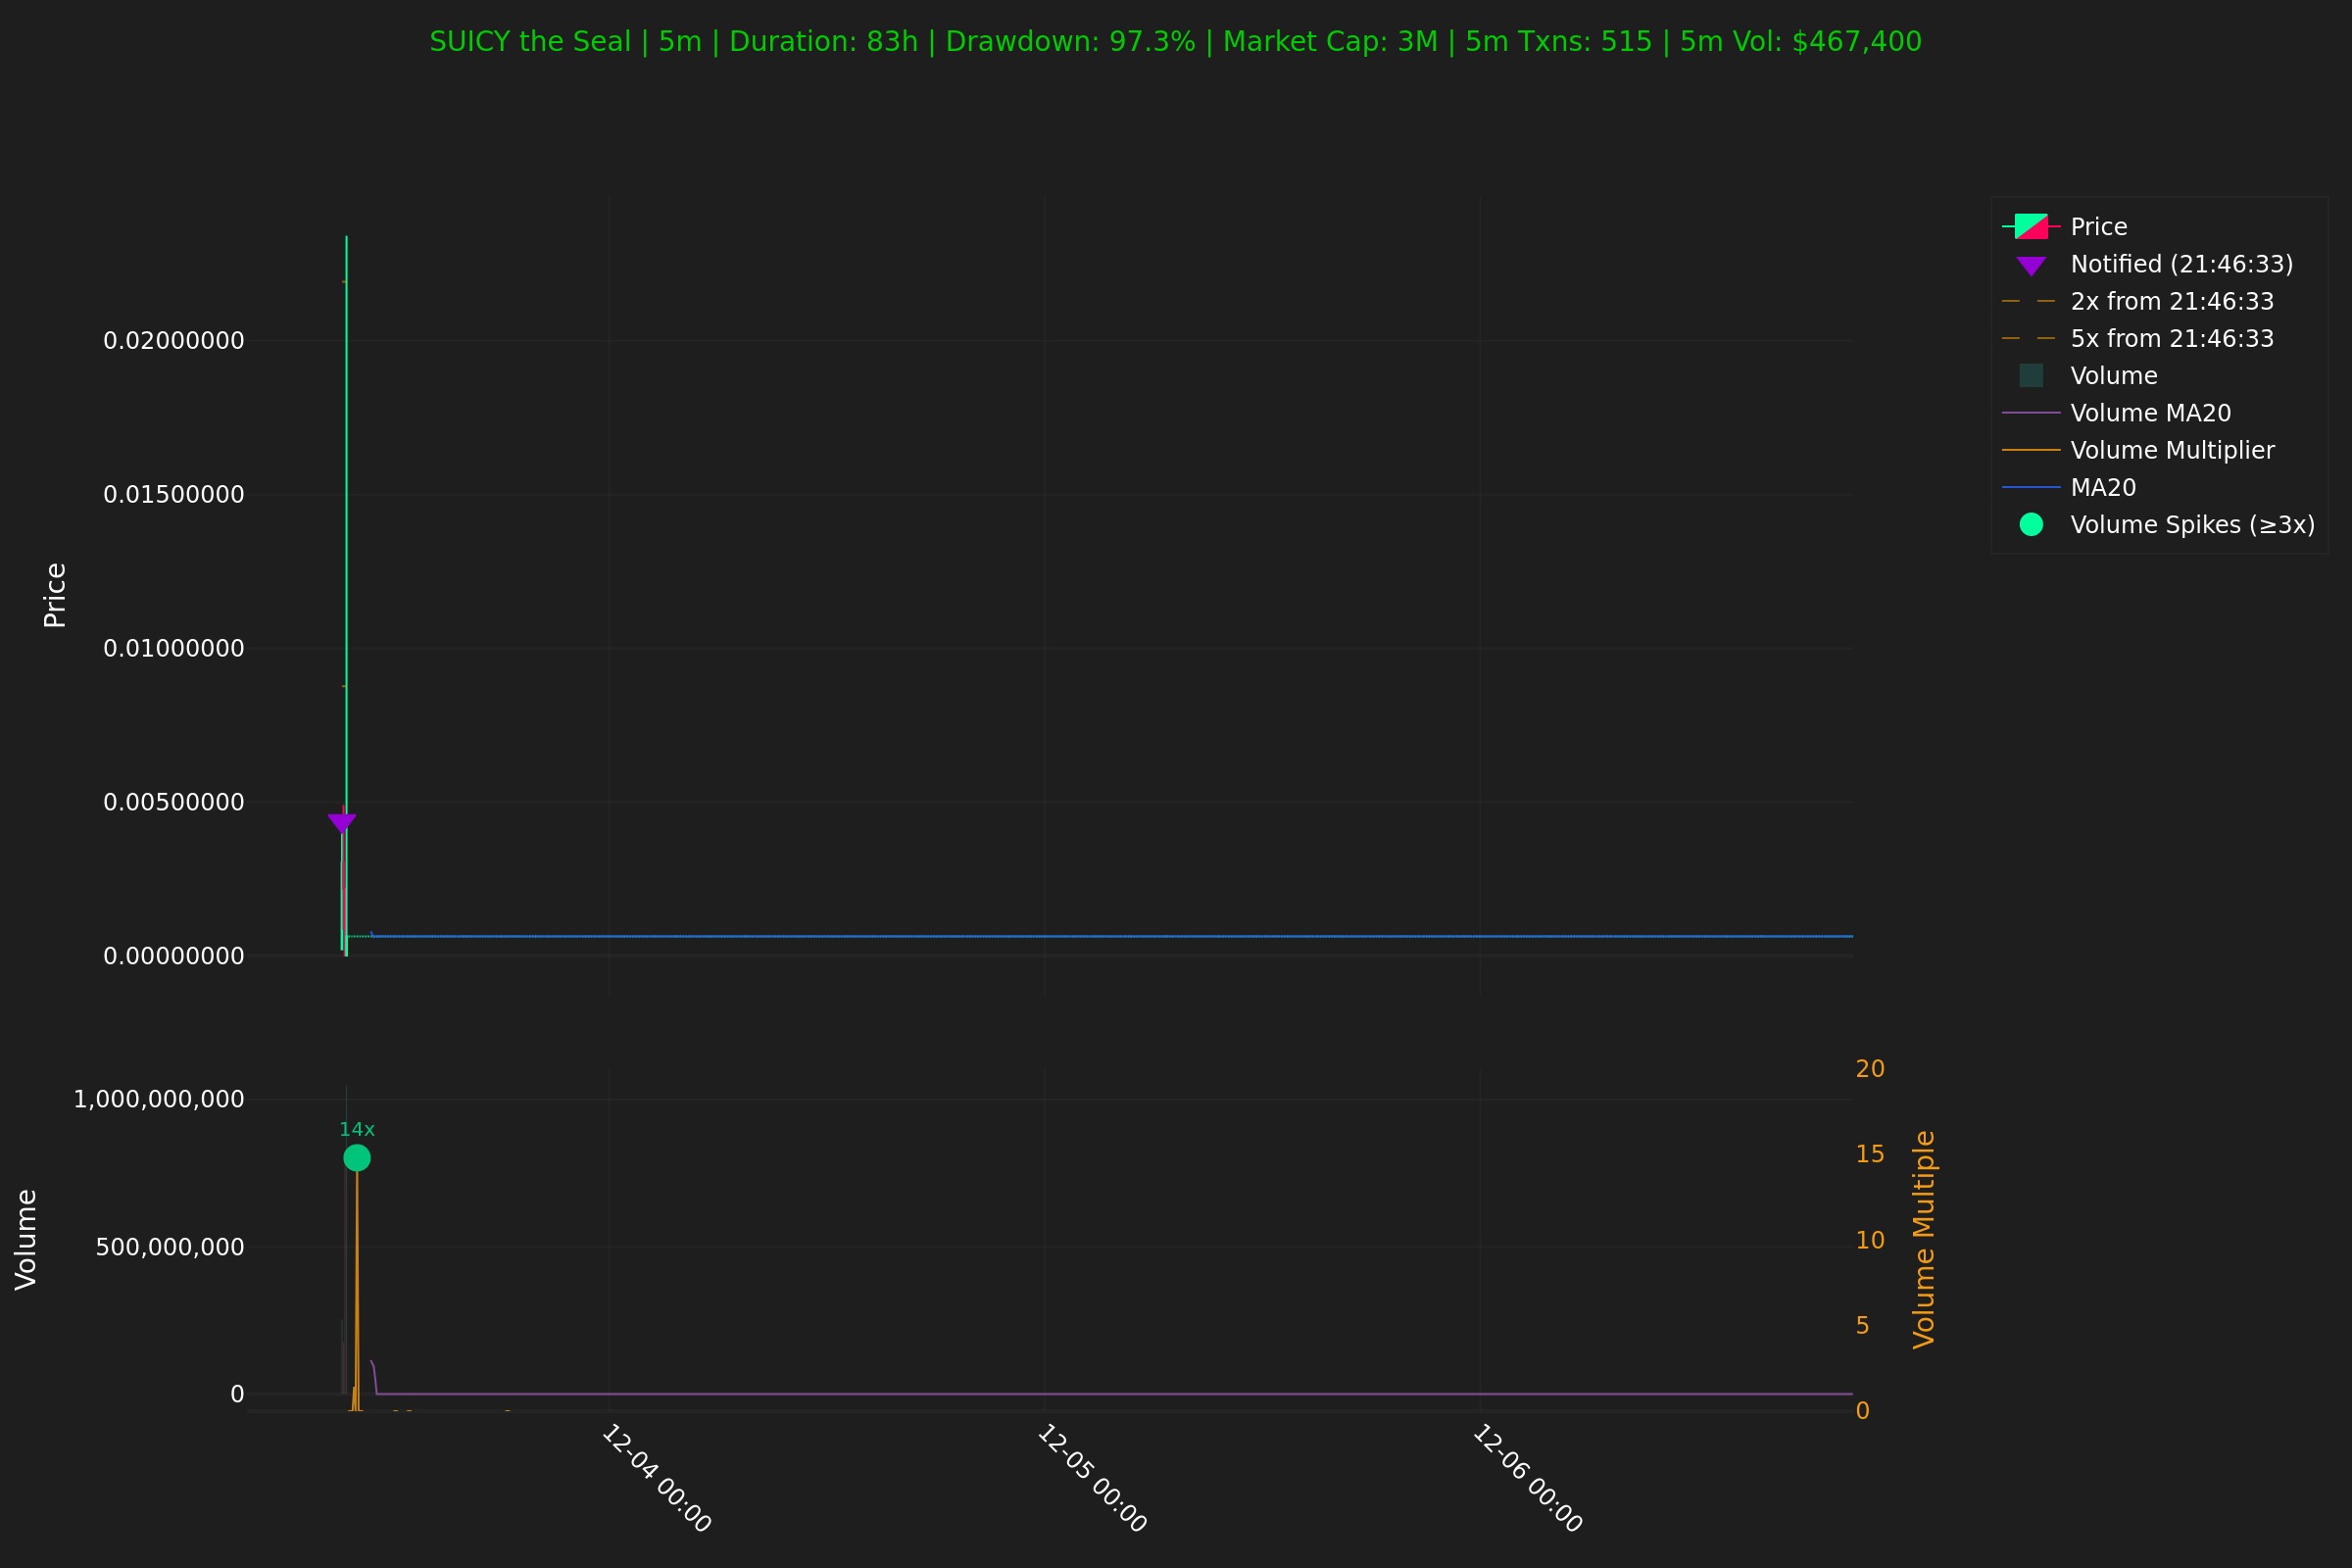 SUICY the Seal | 5m | Duration: 83h | Drawdown: 97.3% | Market Cap: 3M | 5m Txns: 515 | 5m Vol: $467,400
Price
0.02000000
0.01500000
0.01000000
0.00500000
0.00000000
Price
Notified (21:46:33)
2x from 21:46:33
5x from 21:46:33
Volume
Volume MA20
Volume Multiplier
MA20
Volume Spikes (≥3x)
Volume
1,000,000,000
500,000,000
0
14x
20
15
10
5
0
Volume Multiple
12-04 00:00
12-05 00:00
12-06 00:00